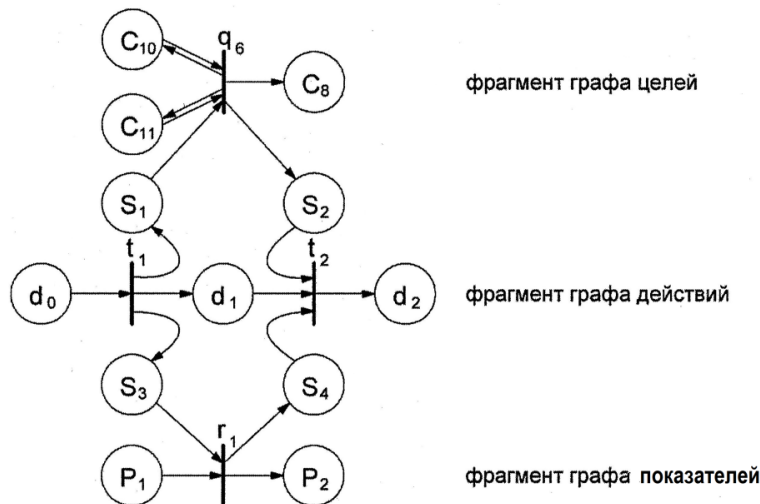 q₆
C₁₀
C₈ фрагмент графа целей
C₁₁
S₁ S₂
t₁ t₂
d₀ d₁ d₂ фрагмент графа действий
S₃ S₄
r₁
P₁ P₂ фрагмент графа показателей